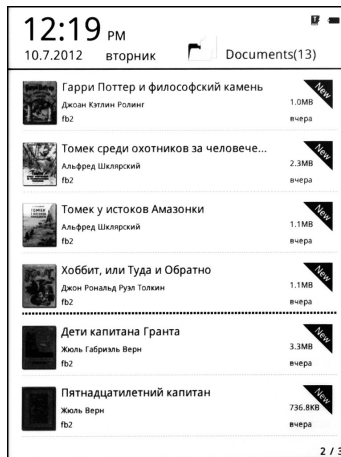 12:19 PM
10.7.2012 вторник Documents(13)
Гарри Поттер и философский камень
New
Джоан Кэтлин Ролинг
1.0MB
fb2
вчера
Томек среди охотников за человече...
New
Альфред Шклярский
2.3MB
fb2
вчера
Томек у истоков Амазонки
New
Альфред Шклярский
1.1MB
fb2
вчера
Хоббит, или Туда и Обратно
New
Джон Рональд Руэл Толкин
1.1MB
fb2
вчера
Дети капитана Гранта
New
Жюль Габриэль Верн
3.3MB
fb2
вчера
Пятнадцатилетний капитан
New
Жюль Верн
736.8KB
fb2
вчера
2 / 3